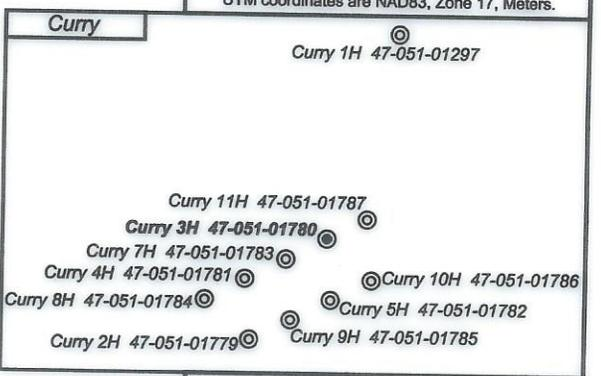 UTM coordinates are NAD83, Zone 17, Meters.
Curry
Curry 1H 47-051-01297
Curry 11H 47-051-01787
Curry 3H 47-051-01780
Curry 7H 47-051-01783
Curry 4H 47-051-01781
Curry 10H 47-051-01786
Curry 8H 47-051-01784
Curry 5H 47-051-01782
Curry 2H 47-051-01779
Curry 9H 47-051-01785